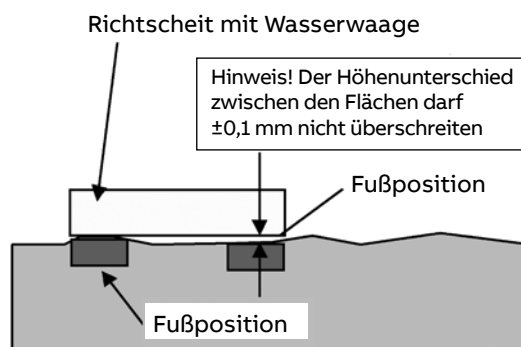 Richtscheit mit Wasserwaage
Hinweis! Der Höhenunterschied
zwischen den Flächen darf
±0,1 mm nicht überschreiten
Fußposition
Fußposition